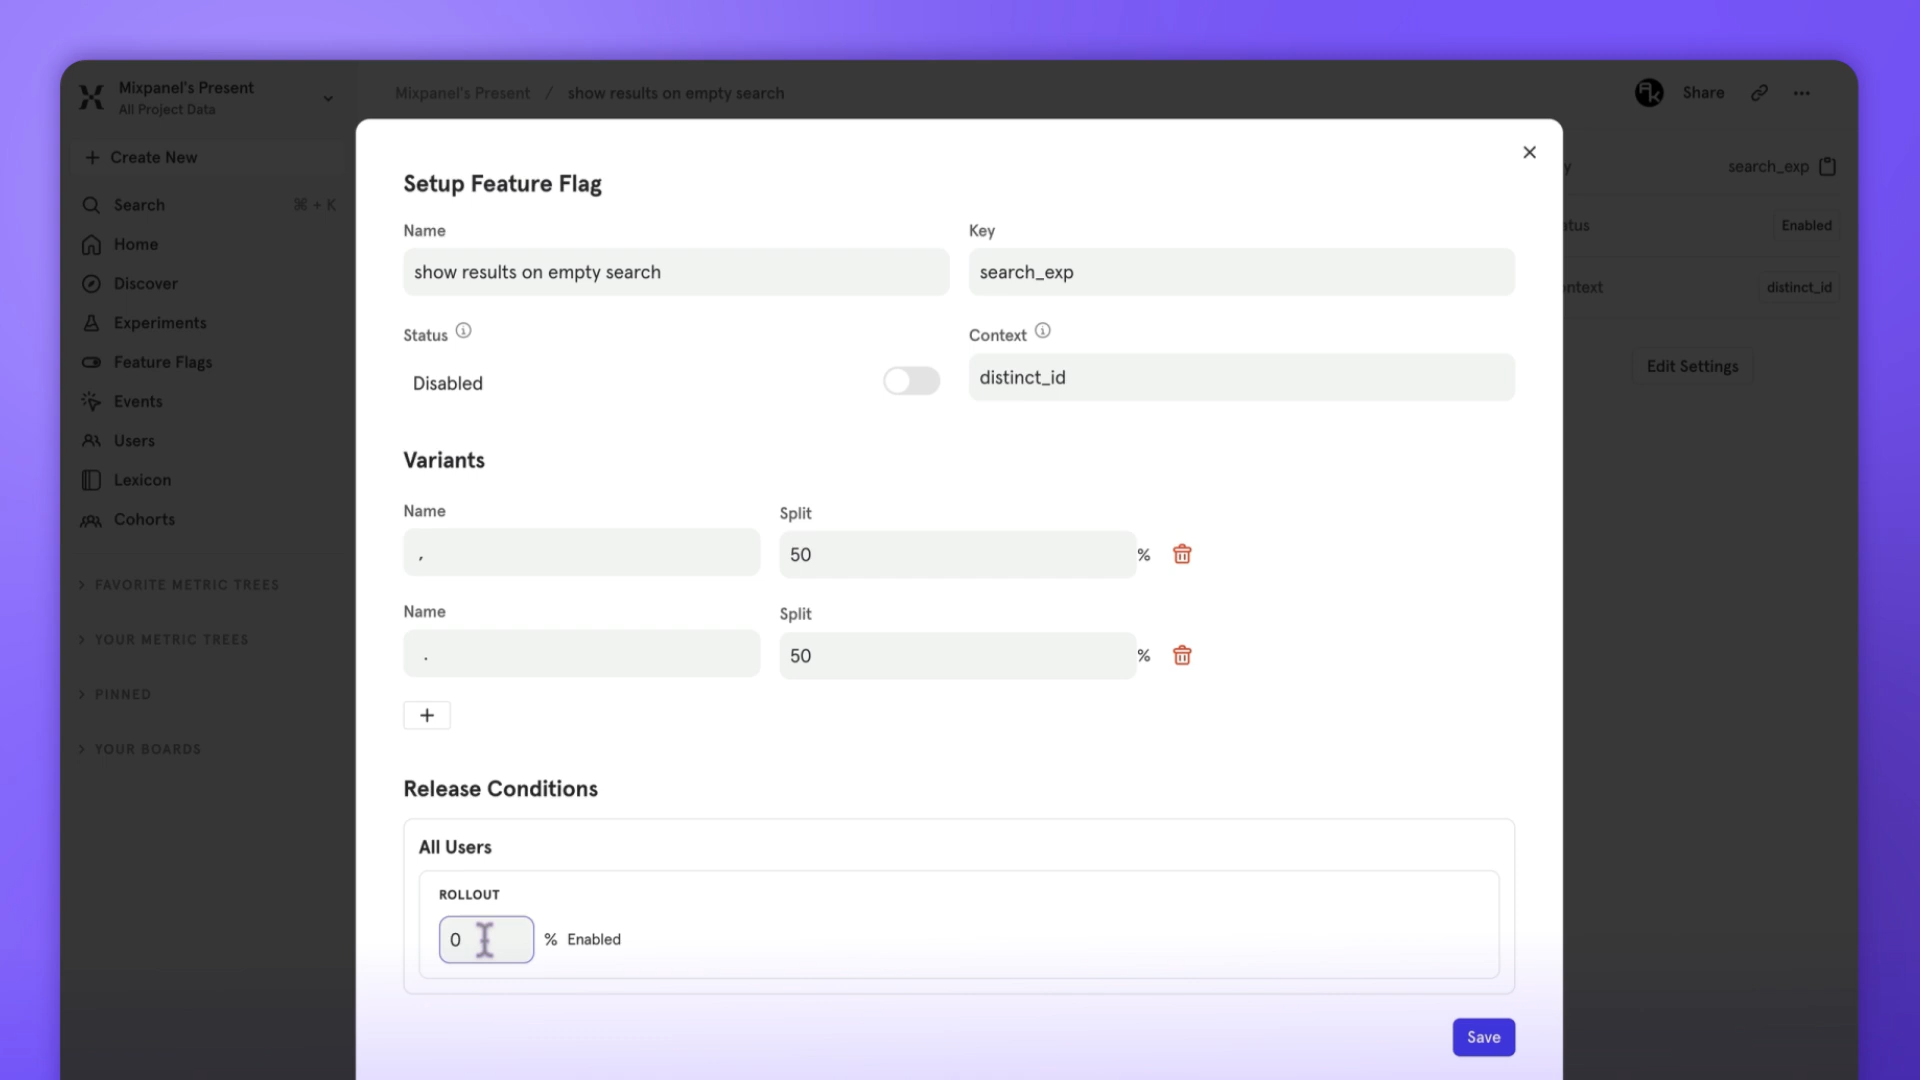 Mixpanel's Present
All Project Data
Mixpanel's Present / show results on empty search
Share
+ Create New
Search ⌘ + K
Home
Discover
Experiments
Feature Flags
Events
Users
Lexicon
Cohorts
FAVORITE METRIC TREES
YOUR METRIC TREES
PINNED
YOUR BOARDS
Setup Feature Flag
Name
Key
show results on empty search
search_exp
Status
Context
Disabled
distinct_id
Variants
Name
Split
,
50 %
Name
Split
.
50 %
+
Release Conditions
All Users
ROLLOUT
0 % Enabled
Save
y
search_exp
tus
Enabled
ntext
distinct_id
Edit Settings